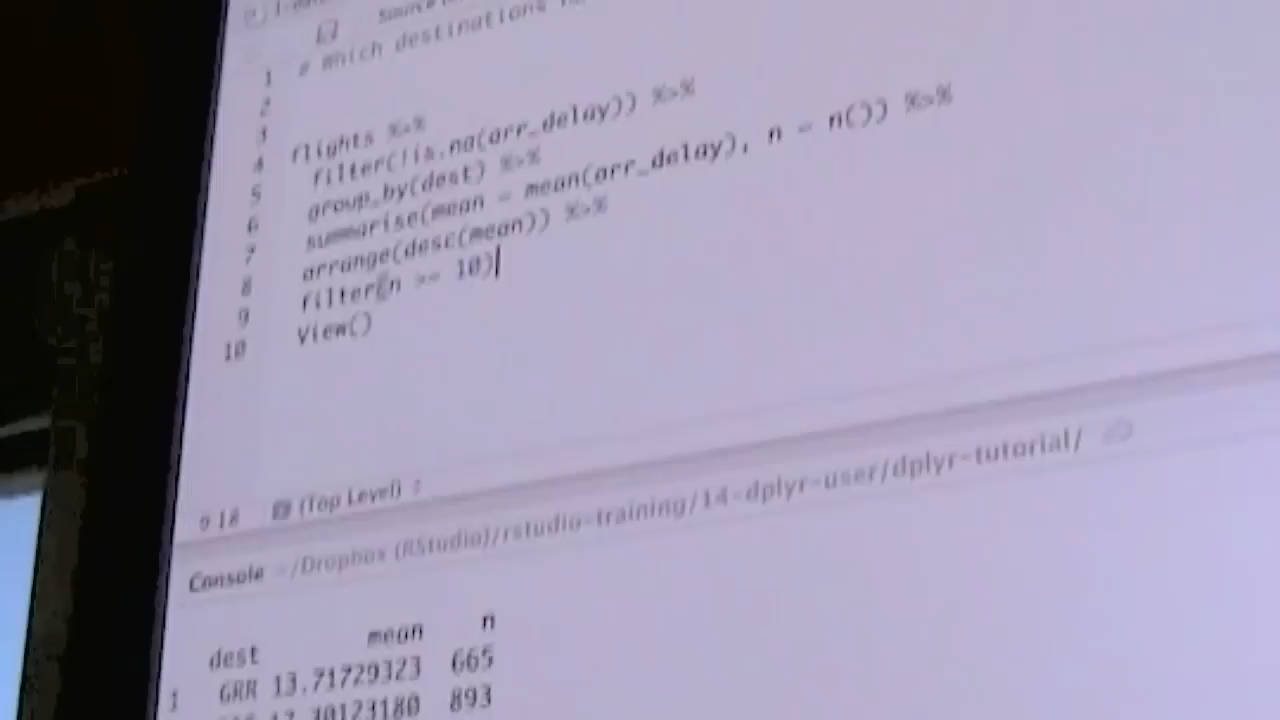 1 # Which destinations
2
3 flights %>%
4 filter(!is.na(arr_delay)) %>%
5 group_by(dest) %>%
6 summarise(mean = mean(arr_delay), n = n()) %>%
7 arrange(desc(mean)) %>%
8 filter(n >= 10)
9 View()
10
9:18 (Top Level)
Console ~/Dropbox (RStudio)/rstudio-training/14-dplyr-user/dplyr-tutorial/
dest mean n
1 GRR 13.71729323 665
893